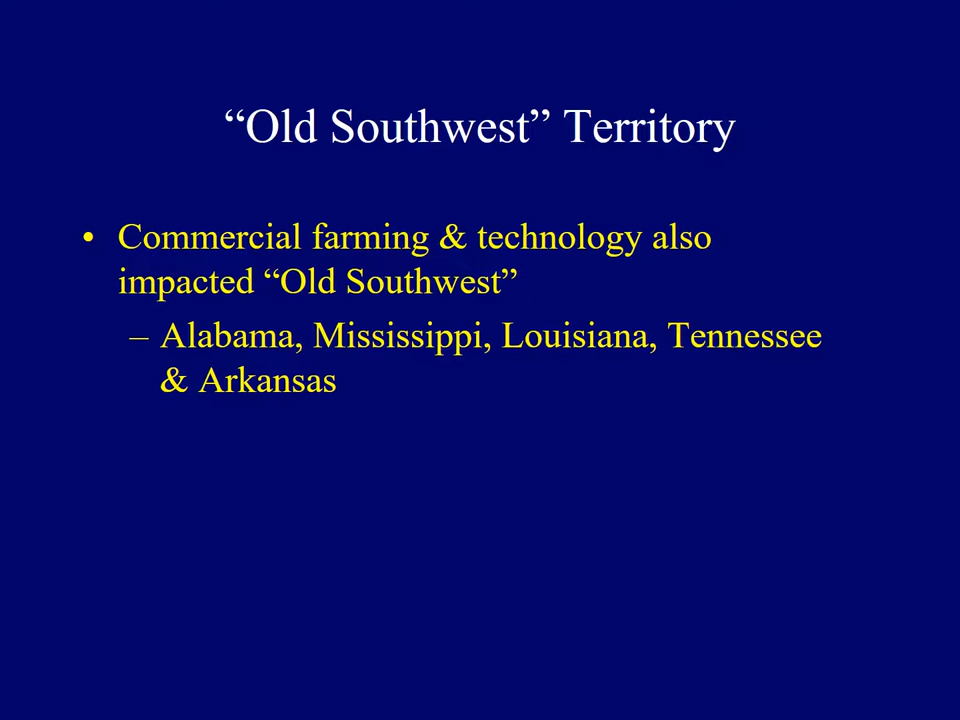 “Old Southwest” Territory
• Commercial farming & technology also
impacted “Old Southwest”
– Alabama, Mississippi, Louisiana, Tennessee
& Arkansas